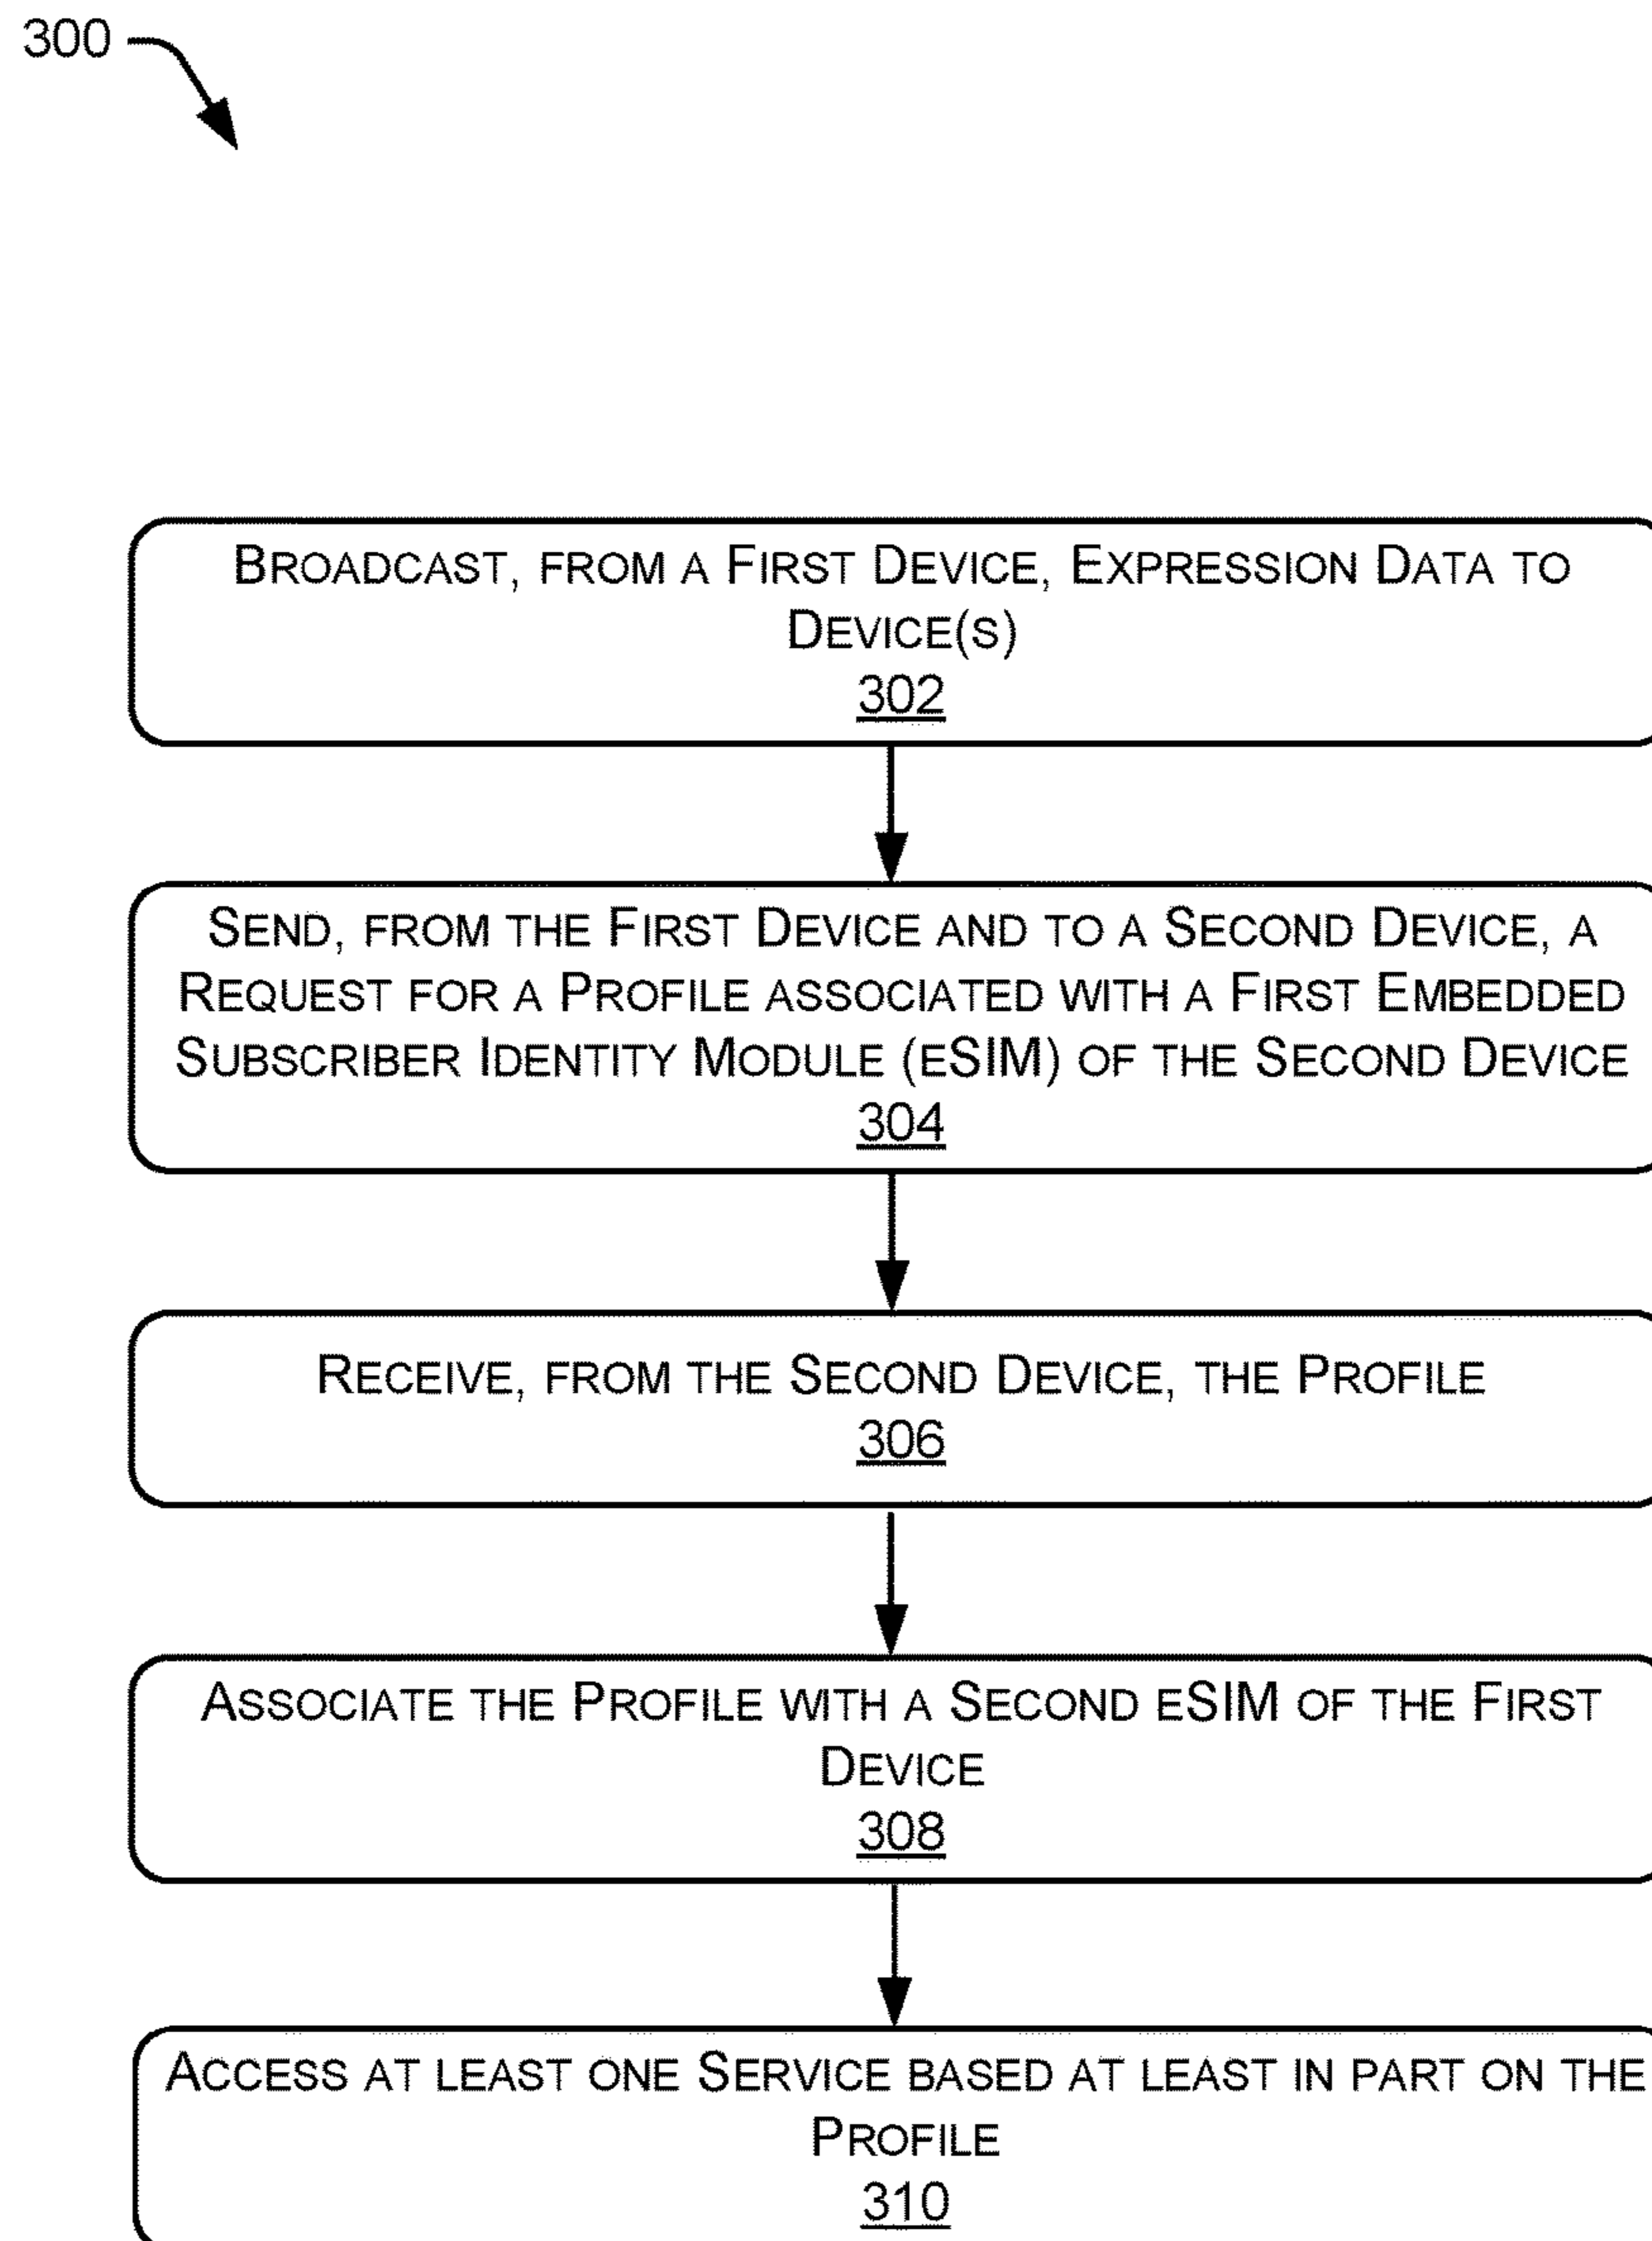 300
BROADCAST, FROM A FIRST DEVICE, EXPRESSION DATA TO
DEVICE(S)
302
SEND, FROM THE FIRST DEVICE AND TO A SECOND DEVICE, A
REQUEST FOR A PROFILE ASSOCIATED WITH A FIRST EMBEDDED
SUBSCRIBER IDENTITY MODULE (ESIM) OF THE SECOND DEVICE
304
RECEIVE, FROM THE SECOND DEVICE, THE PROFILE
306
ASSOCIATE THE PROFILE WITH A SECOND ESIM OF THE FIRST
DEVICE
308
ACCESS AT LEAST ONE SERVICE BASED AT LEAST IN PART ON THE
PROFILE
310